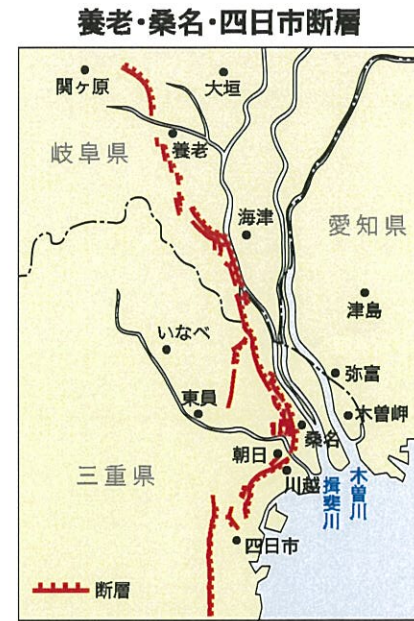 養老・桑名・四日市断層
関ヶ原
大垣
養老
岐阜県
海津
愛知県
津島
いなべ
弥富
東員
木曽岬
桑名
朝日
川越
三重県
揖斐川
木曽川
四日市
断層